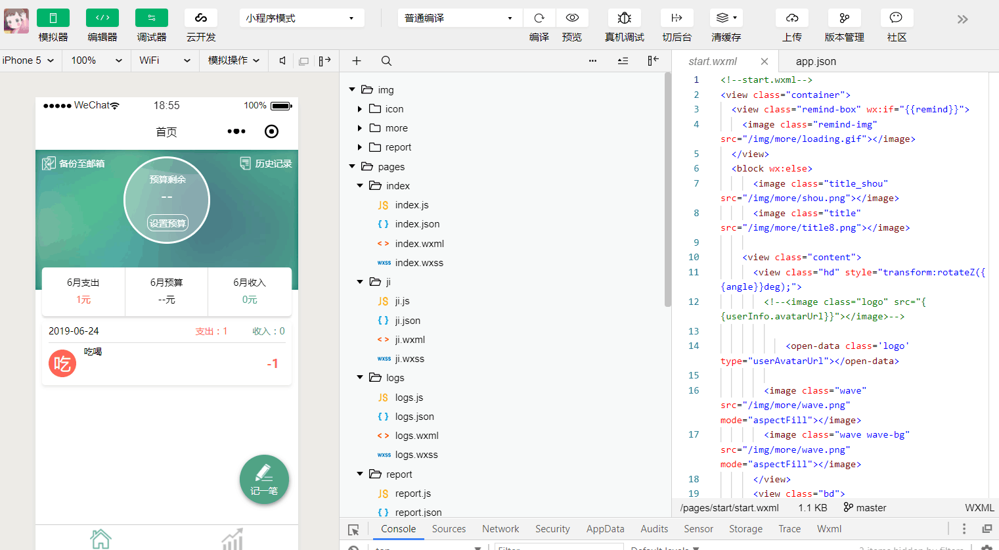 模拟器 编辑器 调试器 云开发 小程序模式 普通编译 编译 预览 真机调试 切后台 清缓存 上传 版本管理 社区
iPhone 5 100% WiFi 模拟操作
WeChat 18:55 100%
首页
备份至邮箱 历史记录
预算剩余
--
设置预算
6月支出 6月预算 6月收入
1元 --元 0元
2019-06-24 支出：1 收入：0
吃 吃喝 -1
记一笔
img
icon
more
report
pages
index
JS index.js
{ } index.json
< > index.wxml
wxss index.wxss
ji
JS ji.js
{ } ji.json
< > ji.wxml
wxss ji.wxss
logs
JS logs.js
{ } logs.json
< > logs.wxml
wxss logs.wxss
report
JS report.js
{ } report.json
start.wxml app.json
1 <!--start.wxml-->
2 <view class="container">
3 <view class="remind-box" wx:if="{{remind}}">
4 <image class="remind-img"
src="/img/more/loading.gif"></image>
5 </view>
6 <block wx:else>
7 <image class="title_shou"
src="/img/more/shou.png"></image>
8 <image class="title"
src="/img/more/title8.png"></image>
9
10 <view class="content">
11 <view class="hd" style="transform:rotateZ({
{angle}}deg);">
12 <!--<image class="logo" src="{
{userInfo.avatarUrl}}"></image>-->
13
14 <open-data class='logo'
type="userAvatarUrl"></open-data>
15
16 <image class="wave"
src="/img/more/wave.png"
mode="aspectFill"></image>
17 <image class="wave wave-bg"
src="/img/more/wave.png"
mode="aspectFill"></image>
18 </view>
19 <view class="bd">
/pages/start/start.wxml 1.1 KB master WXML
Console Sources Network Security AppData Audits Sensor Storage Trace Wxml
top Filter Default levels